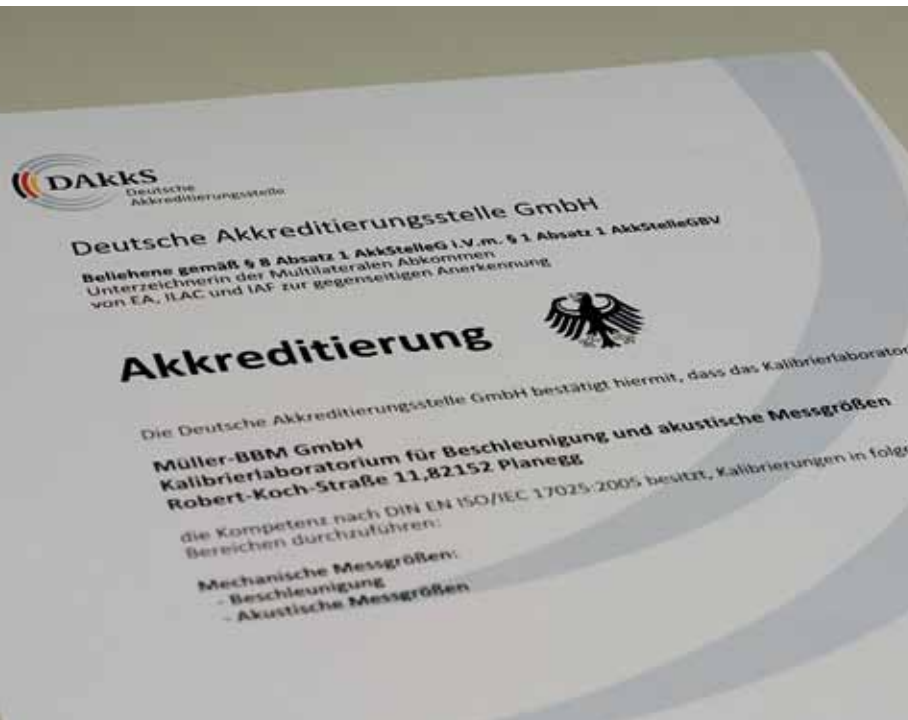 DAkkS
Deutsche
Akkreditierungsstelle
Deutsche Akkreditierungsstelle GmbH
Beliehene gemäß § 8 Absatz 1 AkkStelleG i.V.m. § 1 Absatz 1 AkkStelleGBV
Unterzeichnerin der Multilateralen Abkommen
von EA, ILAC und IAF zur gegenseitigen Anerkennung
Akkreditierung
Die Deutsche Akkreditierungsstelle GmbH bestätigt hiermit, dass das Kalibrierlaborator
Müller-BBM GmbH
Kalibrierlaboratorium für Beschleunigung und akustische Messgrößen
Robert-Koch-Straße 11,82152 Planegg
die Kompetenz nach DIN EN ISO/IEC 17025:2005 besitzt, Kalibrierungen in folge
Bereichen durchzuführen:
Mechanische Messgrößen:
- Beschleunigung
- Akustische Messgrößen